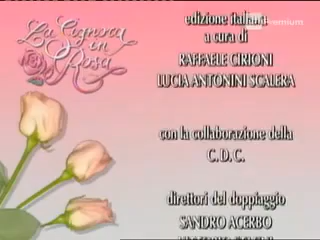 La Signora in Rosa
Premium
edizione italiana
a cura di
RAFFAELE CIRIONI
LUCIA ANTONINI SCALERA
con la collaborazione della
C.D.C.
direttori del doppiaggio
SANDRO ACERBO